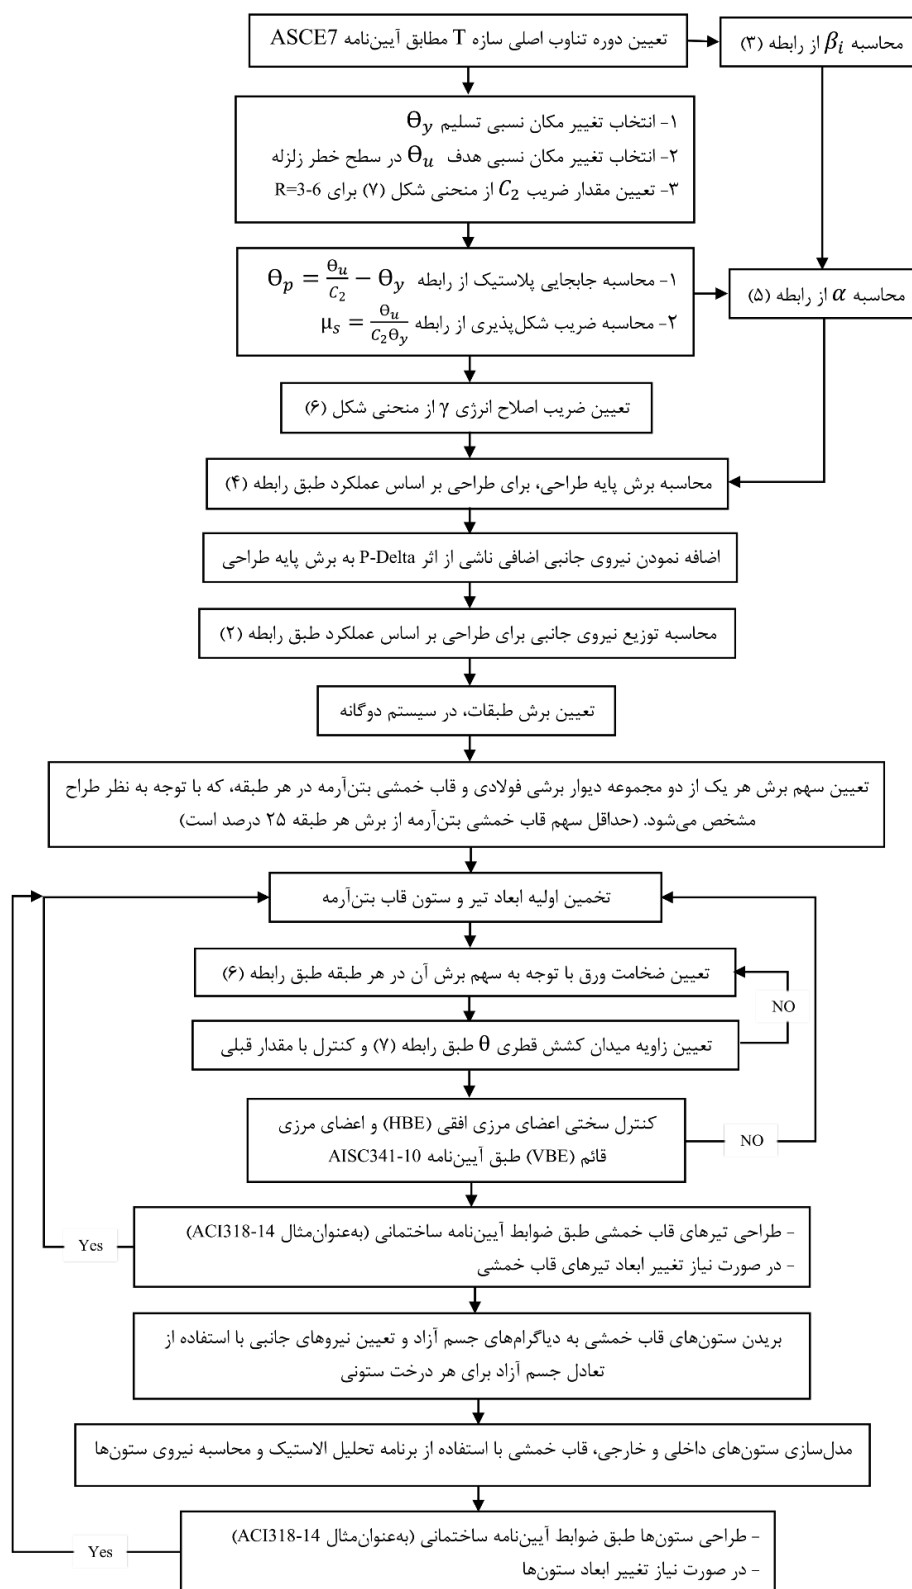 تعیین دوره تناوب اصلی سازه T مطابق آیین‌نامه ASCE7
محاسبه βi از رابطه (۳)
۱- انتخاب تغییر مکان نسبی تسلیم ϴy
۲- انتخاب تغییر مکان نسبی هدف ϴu در سطح خطر زلزله
۳- تعیین مقدار ضریب C2 از منحنی شکل (۷) برای R=3-6
۱- محاسبه جابجایی پلاستیک از رابطه ϴp = ϴu/C2 − ϴy
۲- محاسبه ضریب شکل‌پذیری از رابطه μs = ϴu/C2ϴy
محاسبه α از رابطه (۵)
تعیین ضریب اصلاح انرژی γ از منحنی شکل (۶)
محاسبه برش پایه طراحی، برای طراحی بر اساس عملکرد طبق رابطه (۴)
اضافه نمودن نیروی جانبی اضافی ناشی از اثر P-Delta به برش پایه طراحی
محاسبه توزیع نیروی جانبی برای طراحی بر اساس عملکرد طبق رابطه (۲)
تعیین برش طبقات، در سیستم دوگانه
تعیین سهم برش هر یک از دو مجموعه دیوار برشی فولادی و قاب خمشی بتن‌آرمه در هر طبقه، که با توجه به نظر طراح
مشخص می‌شود. (حداقل سهم قاب خمشی بتن‌آرمه از برش هر طبقه ۲۵ درصد است)
تخمین اولیه ابعاد تیر و ستون قاب بتن‌آرمه
تعیین ضخامت ورق با توجه به سهم برش آن در هر طبقه طبق رابطه (۶)
NO
تعیین زاویه میدان کشش قطری θ طبق رابطه (۷) و کنترل با مقدار قبلی
کنترل سختی اعضای مرزی افقی (HBE) و اعضای مرزی
قائم (VBE) طبق آیین‌نامه AISC341-10
NO
- طراحی تیرهای قاب خمشی طبق ضوابط آیین‌نامه ساختمانی (به‌عنوان‌مثال ACI318-14)
- در صورت نیاز تغییر ابعاد تیرهای قاب خمشی
Yes
بریدن ستون‌های قاب خمشی به دیاگرام‌های جسم آزاد و تعیین نیروهای جانبی با استفاده از
تعادل جسم آزاد برای هر درخت ستونی
مدل‌سازی ستون‌های داخلی و خارجی، قاب خمشی با استفاده از برنامه تحلیل الاستیک و محاسبه نیروی ستون‌ها
- طراحی ستون‌ها طبق ضوابط آیین‌نامه ساختمانی (به‌عنوان‌مثال ACI318-14)
- در صورت نیاز تغییر ابعاد ستون‌ها
Yes